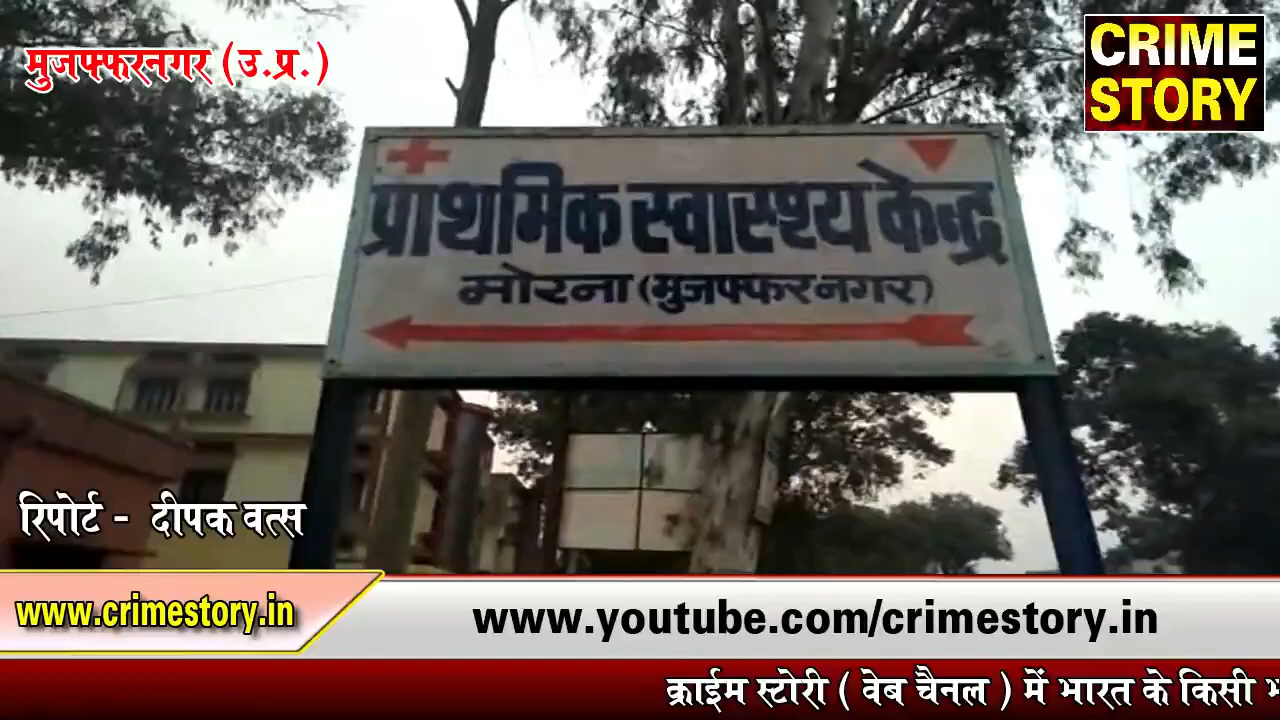 मुजफ्फरनगर (उ.प्र.)
CRIME
STORY
प्राथमिक स्वास्थ्य केन्द्र
मोरना (मुजफ्फरनगर)
रिपोर्ट - दीपक वत्स
www.crimestory.in
www.youtube.com/crimestory.in
क्राईम स्टोरी ( वेब चैनल ) में भारत के किसी